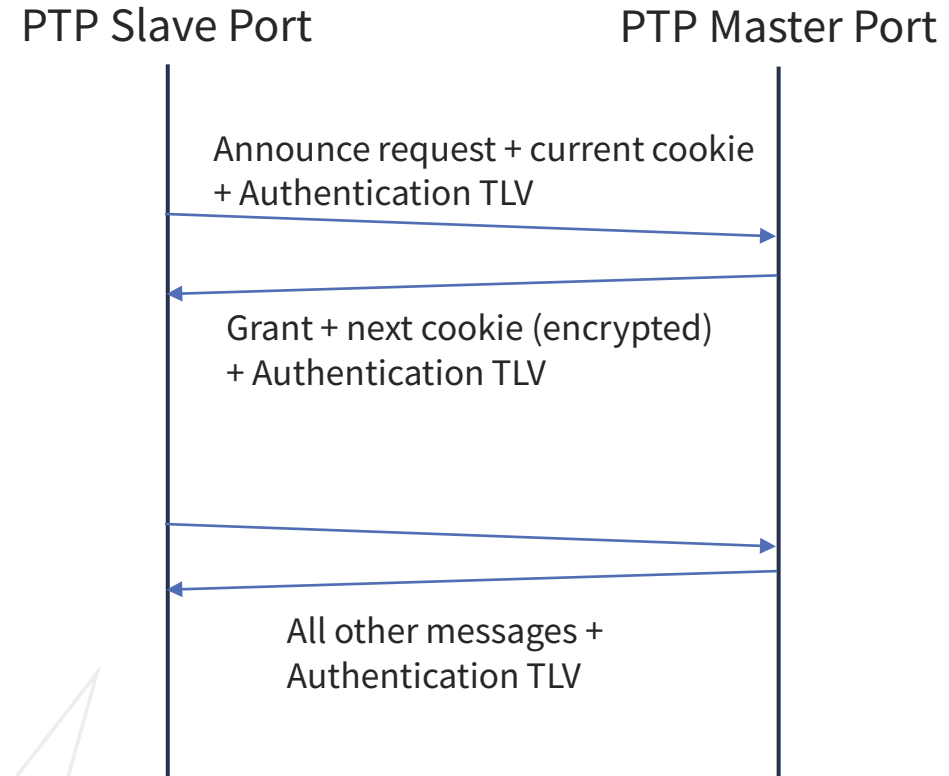 PTP Slave Port
PTP Master Port
Announce request + current cookie
+ Authentication TLV
Grant + next cookie (encrypted)
+ Authentication TLV
All other messages +
Authentication TLV